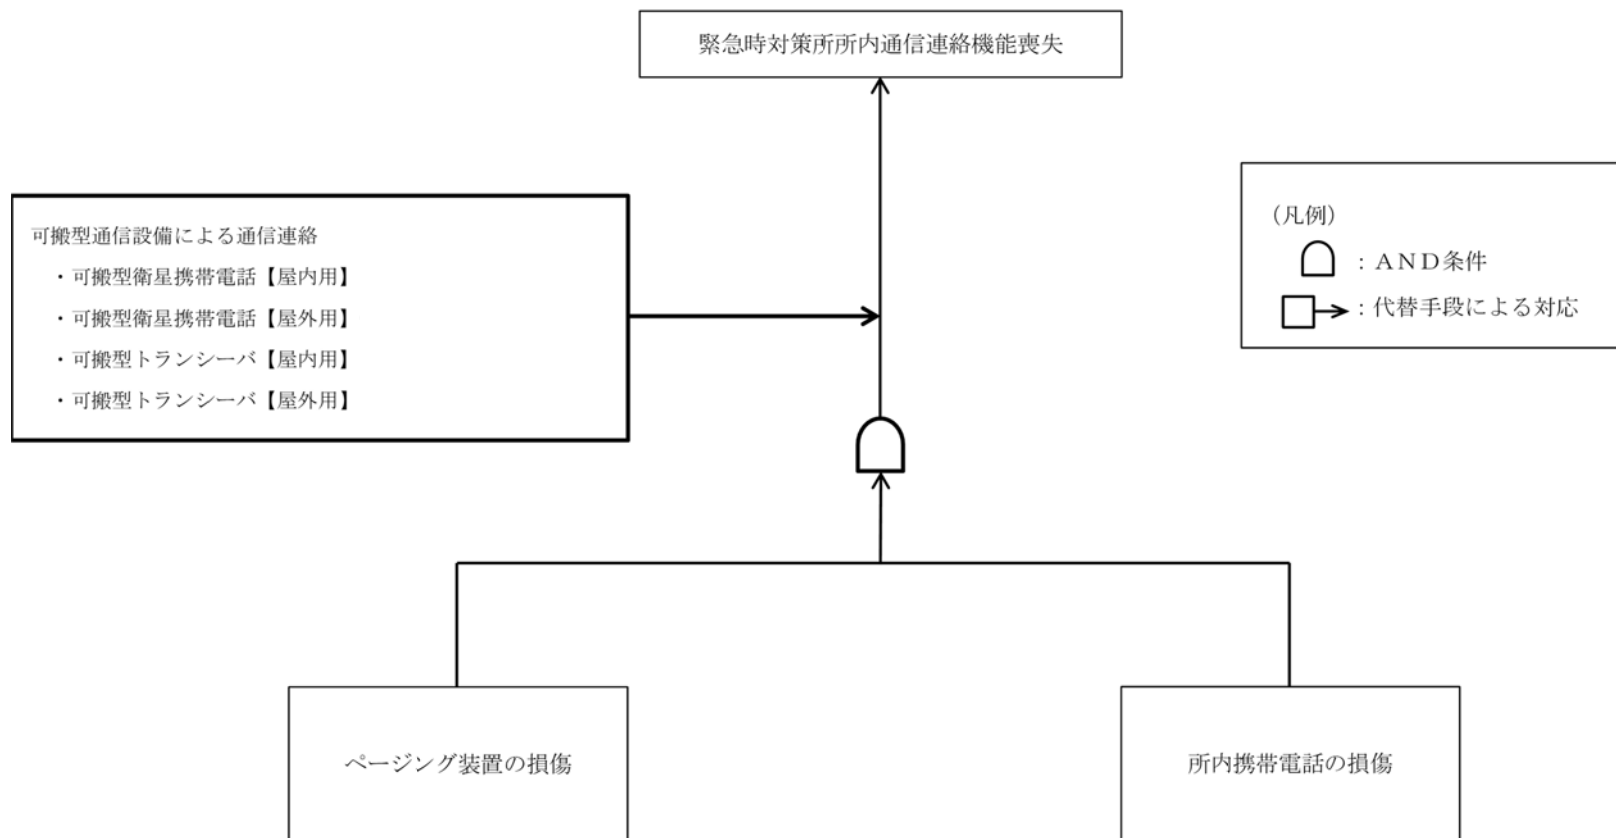 緊急時対策所所内通信連絡機能喪失
可搬型通信設備による通信連絡
・可搬型衛星携帯電話【屋内用】
・可搬型衛星携帯電話【屋外用】
・可搬型トランシーバ【屋内用】
・可搬型トランシーバ【屋外用】
（凡例）
：ＡＮＤ条件
：代替手段による対応
ページング装置の損傷
所内携帯電話の損傷